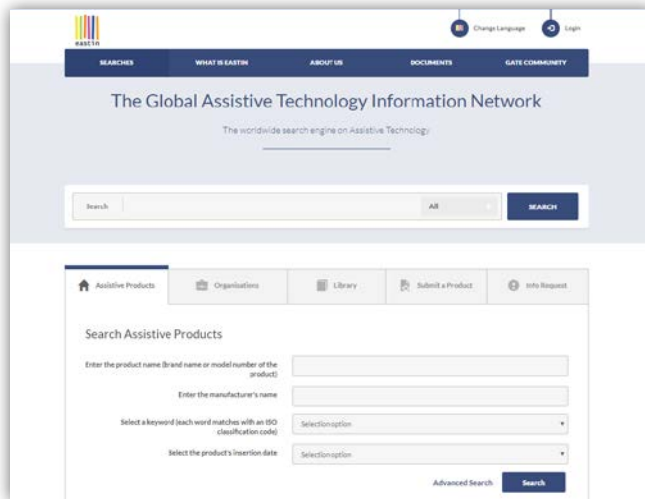 eastin
Change Language
Login
SEARCHES WHAT IS EASTIN ABOUT US DOCUMENTS GATE COMMUNITY
The Global Assistive Technology Information Network
The worldwide search engine on Assistive Technology
Search All SEARCH
Assistive Products Organisations Library Submit a Product Info Request
Search Assistive Products
Enter the product name (brand name or model number of the
product)
Enter the manufacturer's name
Select a keyword (each word matches with an ISO
classification code)
Selection option
Select the product's insertion date
Selection option
Advanced Search Search